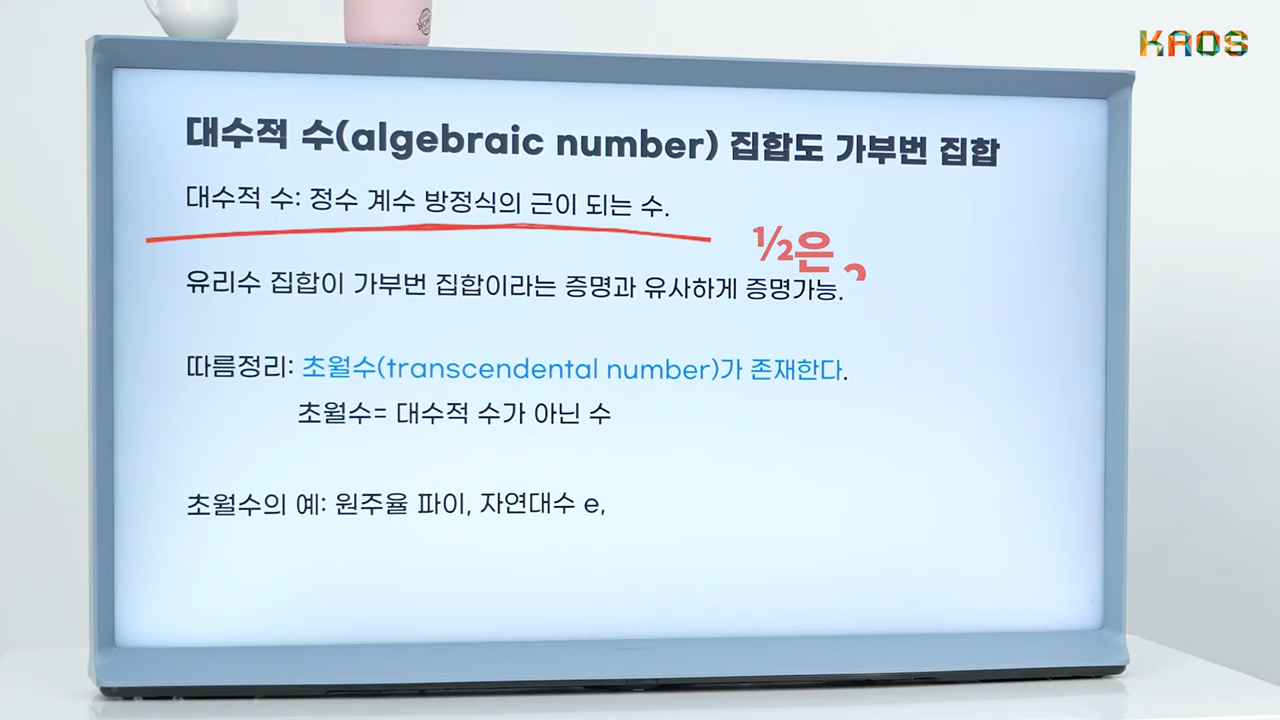 KAOS
대수적 수(algebraic number) 집합도 가부번 집합
대수적 수: 정수 계수 방정식의 근이 되는 수.
½은
유리수 집합이 가부번 집합이라는 증명과 유사하게 증명가능.
따름정리: 초월수(transcendental number)가 존재한다.
초월수= 대수적 수가 아닌 수
초월수의 예: 원주율 파이, 자연대수 e,